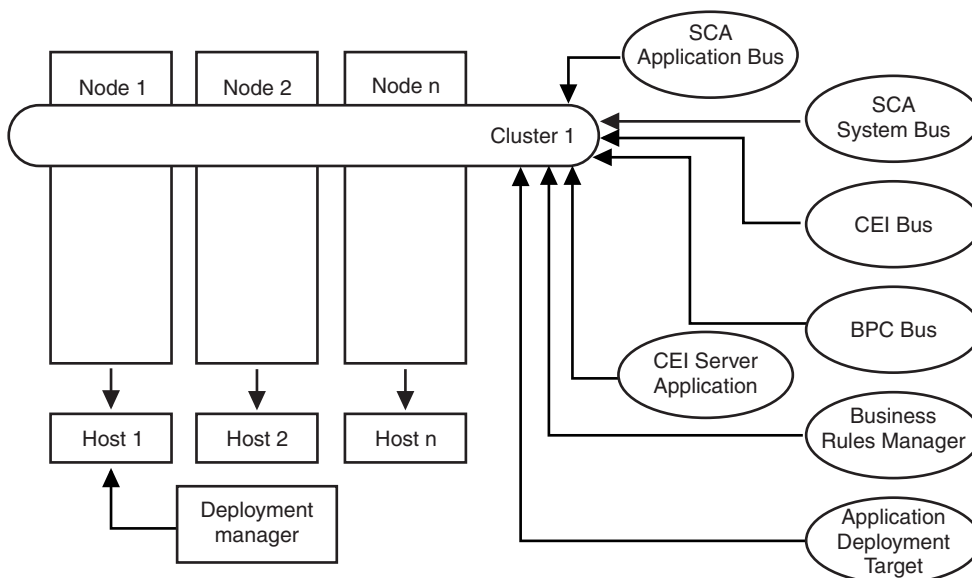 SCA
Application Bus
Node 1
Node 2
Node n
SCA
System Bus
Cluster 1
CEI Bus
BPC Bus
CEI Server
Application
Host 1
Host 2
Host n
Business
Rules Manager
Deployment
manager
Application
Deployment
Target